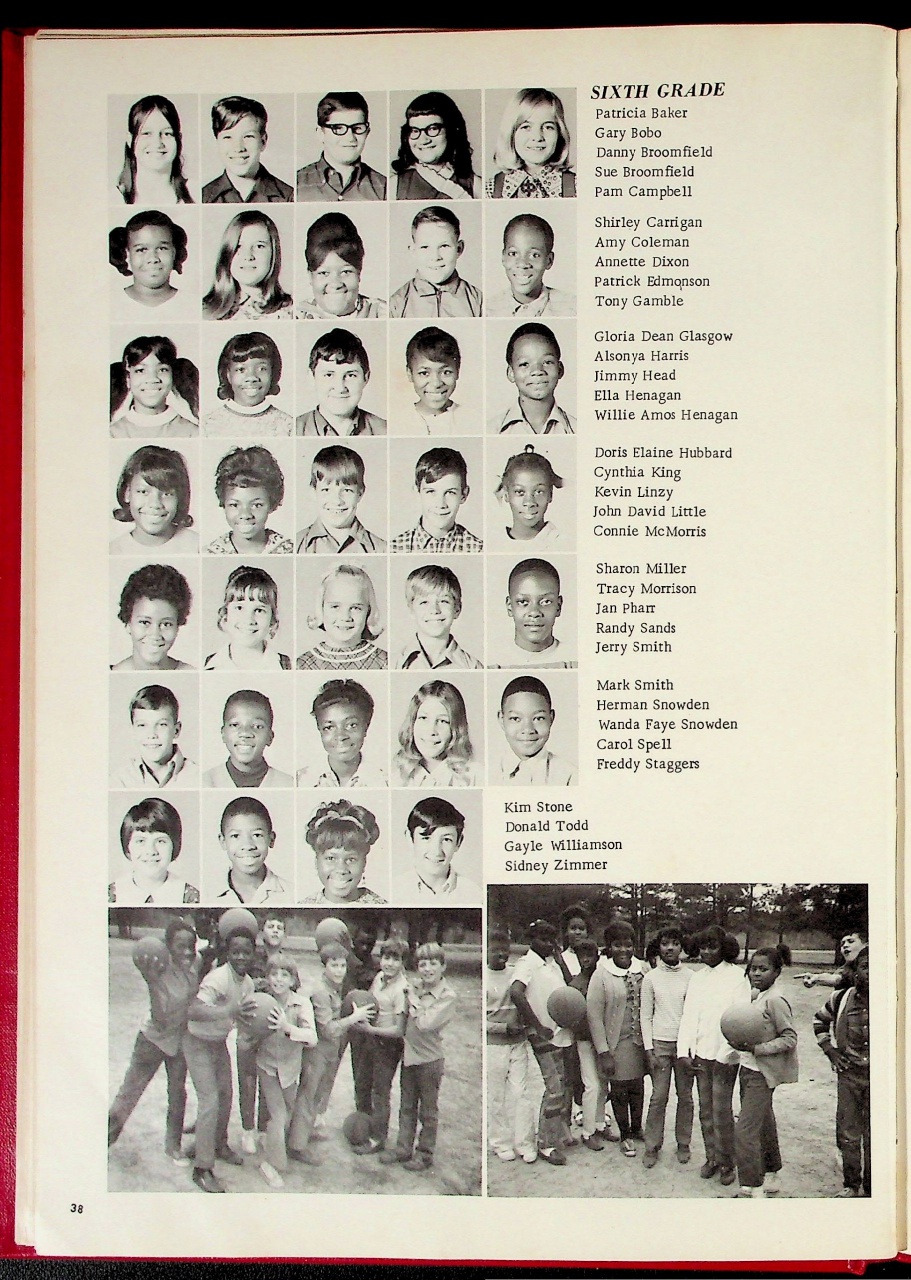 SIXTH GRADE
Patricia Baker
Gary Bobo
Danny Broomfield
Sue Broomfield
Pam Campbell
Shirley Carrigan
Amy Coleman
Annette Dixon
Patrick Edmonson
Tony Gamble
Gloria Dean Glasgow
Alsonya Harris
Jimmy Head
Ella Henagan
Willie Amos Henagan
Doris Elaine Hubbard
Cynthia King
Kevin Linzy
John David Little
Connie McMorris
Sharon Miller
Tracy Morrison
Jan Pharr
Randy Sands
Jerry Smith
Mark Smith
Herman Snowden
Wanda Faye Snowden
Carol Spell
Freddy Staggers
Kim Stone
Donald Todd
Gayle Williamson
Sidney Zimmer
38